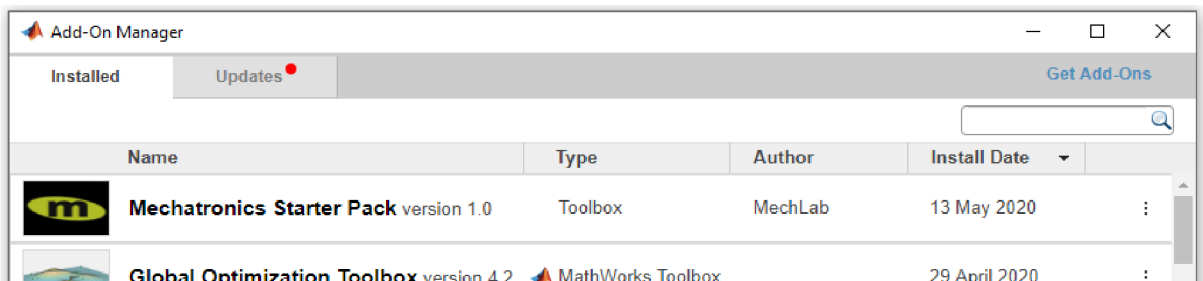 Add-On Manager
Installed Updates Get Add-Ons
Name Type Author Install Date
m Mechatronics Starter Pack version 1.0 Toolbox MechLab 13 May 2020
Global Optimization Toolbox version 4.2 MathWorks Toolbox 29 April 2020